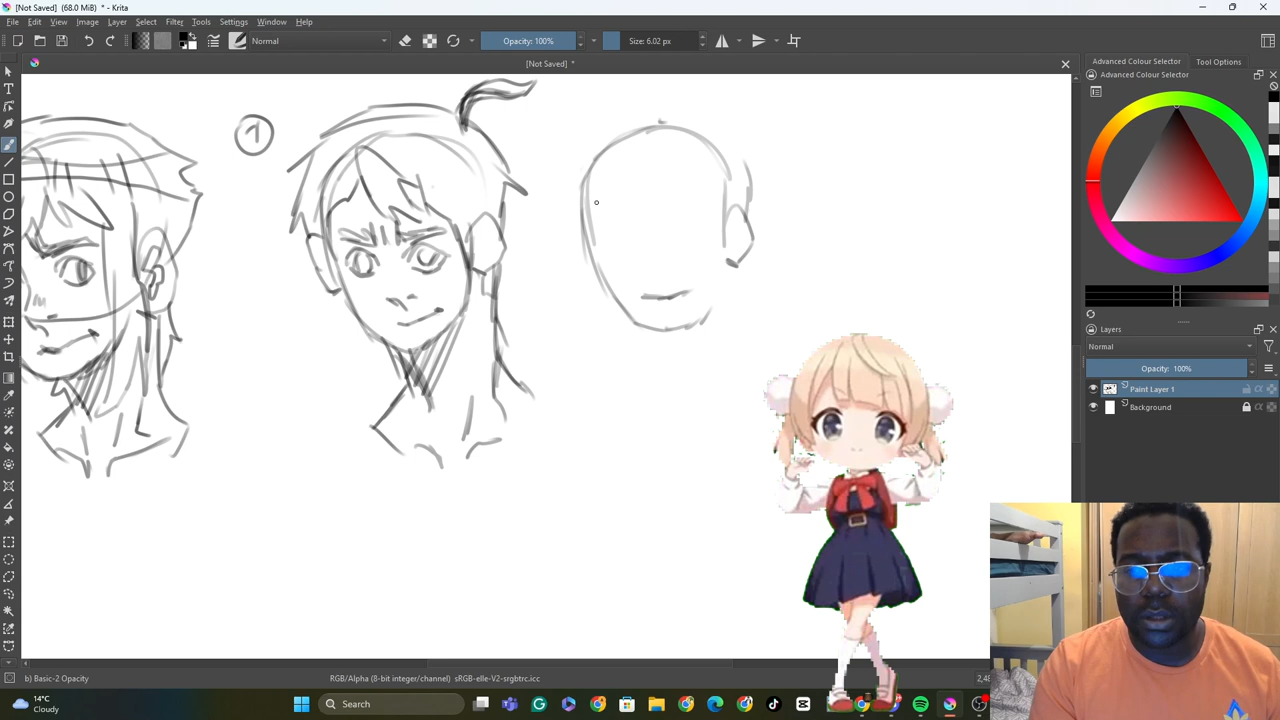 [Not Saved] (68.0 MiB) * - Krita
File Edit View Image Layer Select Filter Tools Settings Window Help
Normal
Opacity: 100%
Size: 6.02 px
[Not Saved] *
Advanced Colour Selector
Tool Options
Advanced Colour Selector
1
Layers
Normal
Opacity: 100%
Paint Layer 1
Background
b) Basic-2 Opacity
RGB/Alpha (8-bit integer/channel) sRGB-elle-V2-srgbtrc.icc
2,48
14°C
Cloudy
Search